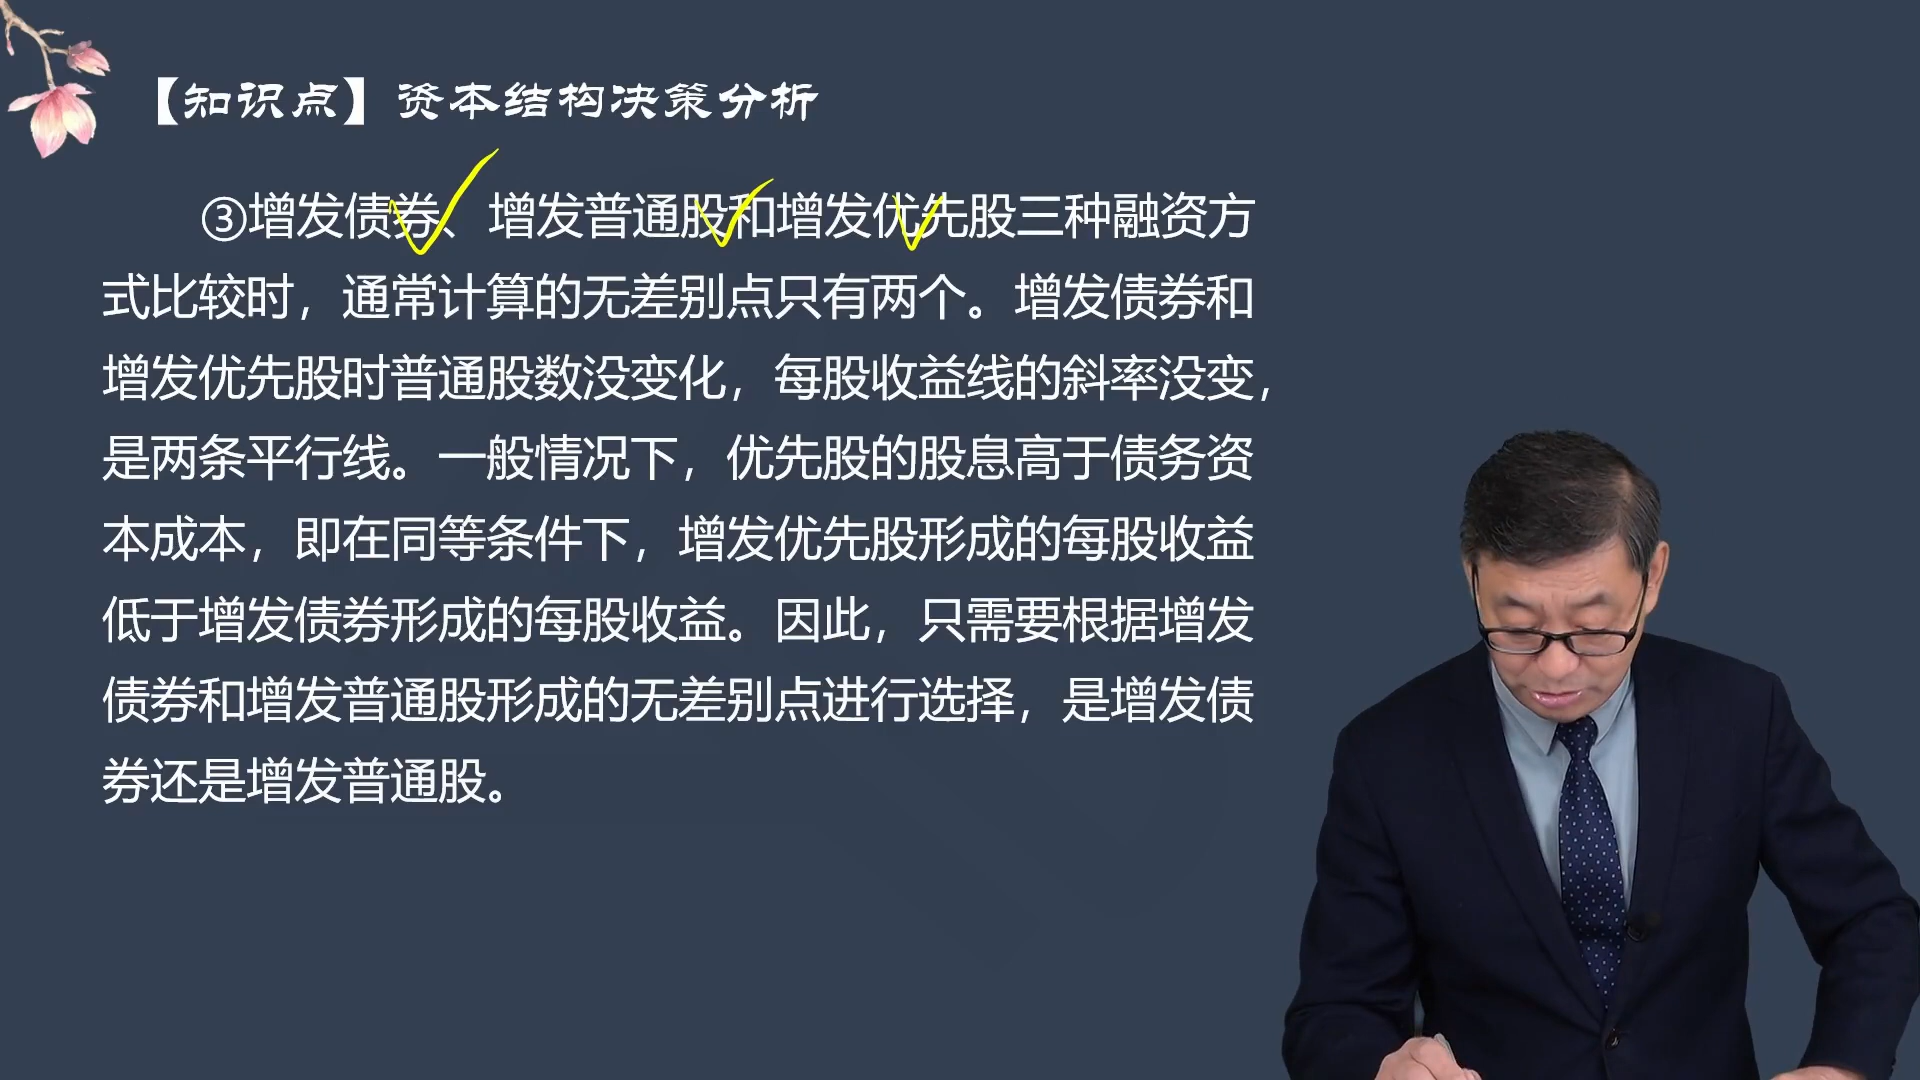 【知识点】资本结构决策分析
③增发债券、增发普通股和增发优先股三种融资方
式比较时，通常计算的无差别点只有两个。增发债券和
增发优先股时普通股数没变化，每股收益线的斜率没变，
是两条平行线。一般情况下，优先股的股息高于债务资
本成本，即在同等条件下，增发优先股形成的每股收益
低于增发债券形成的每股收益。因此，只需要根据增发
债券和增发普通股形成的无差别点进行选择，是增发债
券还是增发普通股。